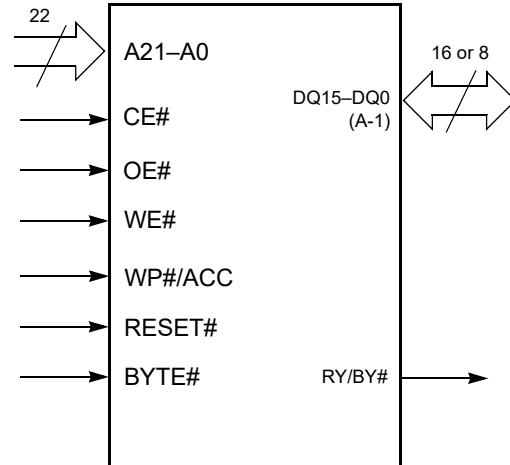 22
A21–A0
16 or 8
DQ15–DQ0
(A-1)
CE#
OE#
WE#
WP#/ACC
RESET#
BYTE#
RY/BY#